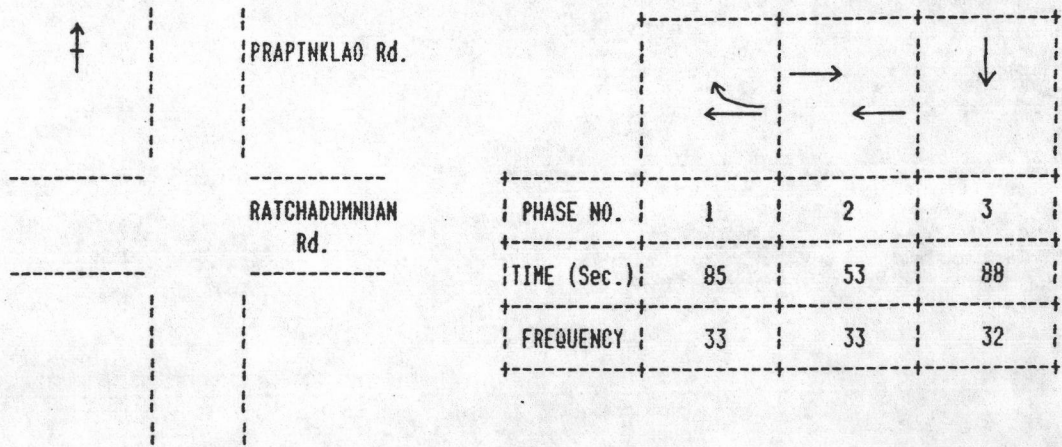 PRAPINKLAO Rd.
RATCHADUMNUAN
Rd.
PHASE NO. 1 2 3
TIME (Sec.) 85 53 88
FREQUENCY 33 33 32